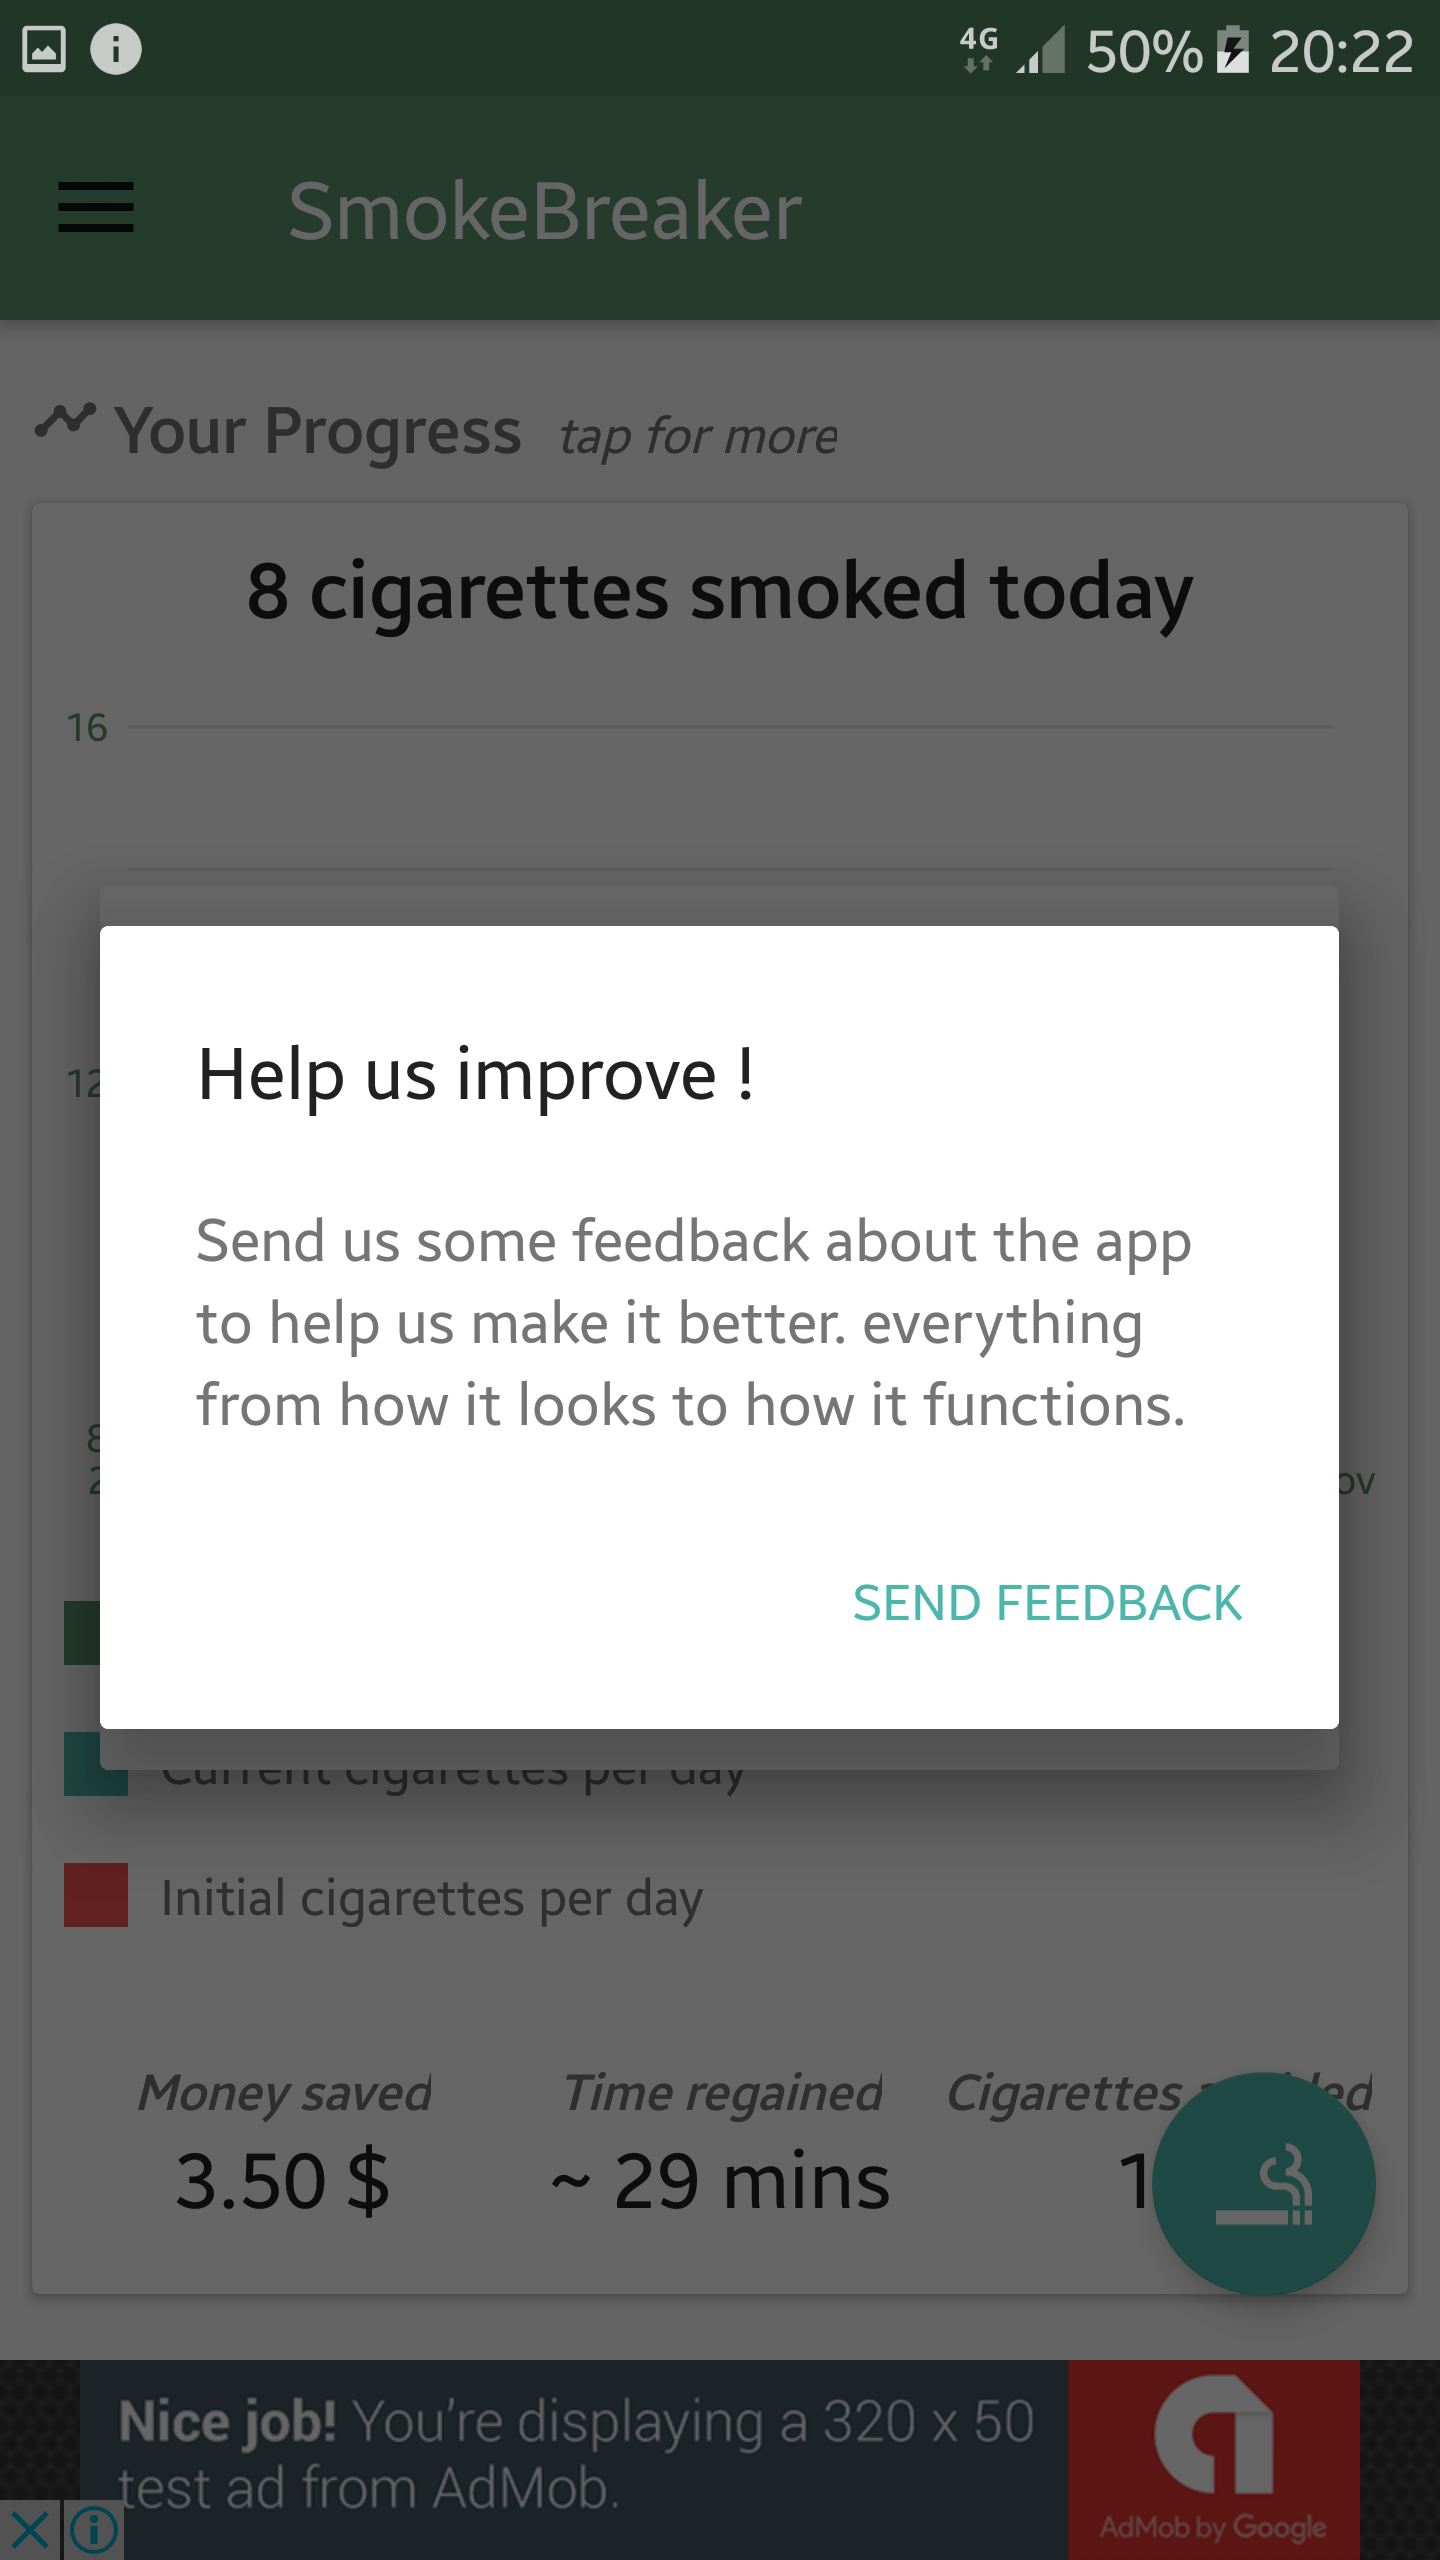 4G 50% 20:22
SmokeBreaker
Your Progress tap for more
8 cigarettes smoked today
16
12
Help us improve !
Send us some feedback about the app
to help us make it better. everything
from how it looks to how it functions.
8
2
ov
SEND FEEDBACK
Current cigarettes per day
Initial cigarettes per day
Money saved Time regained Cigarettes
3.50 $ ~ 29 mins 1
Nice job! You're displaying a 320 x 50
test ad from AdMob.
AdMob by Google